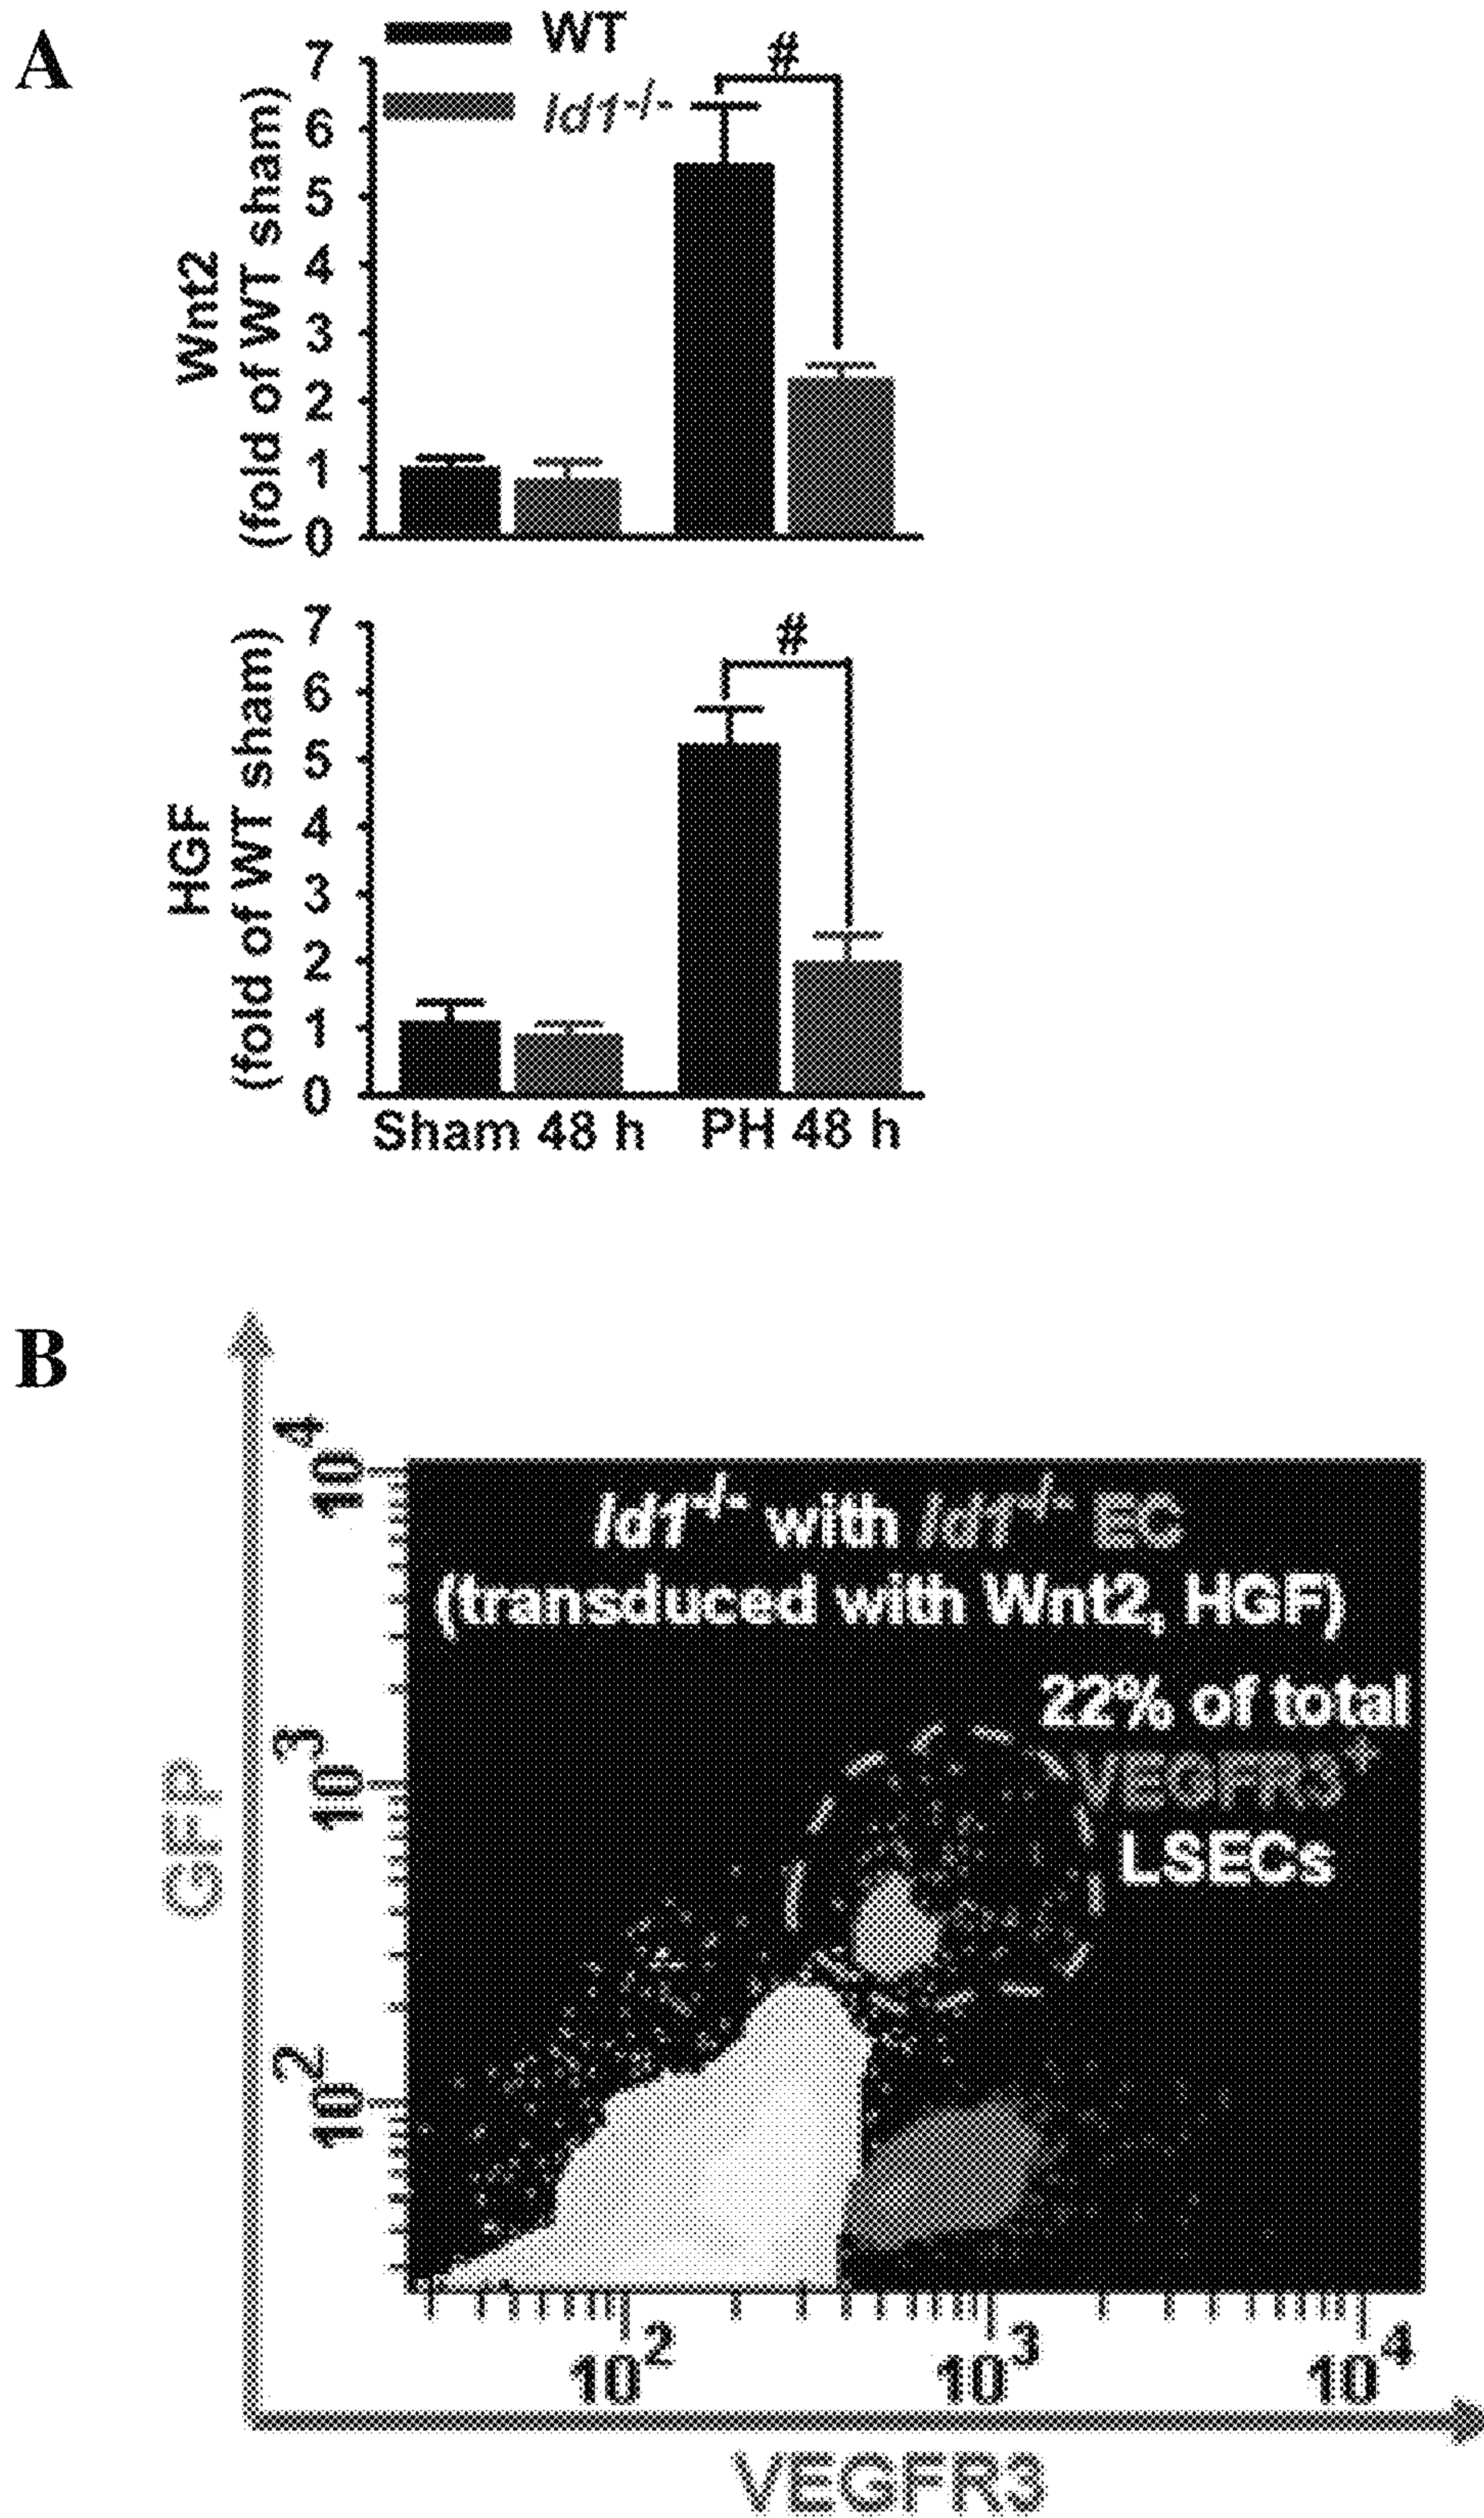 A
WT
Id1-/-
#
Wnt2
(fold of WT sham)
7
6
5
4
3
2
1
0
#
HGF
(fold of WT sham)
7
6
5
4
3
2
1
0
Sham 48 h PH 48 h
B
GFP
10^4
10^3
10^2
Id1-/- with Id1-/- EC
(transduced with Wnt2, HGF)
22% of total
VEGFR3+
LSECs
10^2 10^3 10^4
VEGFR3